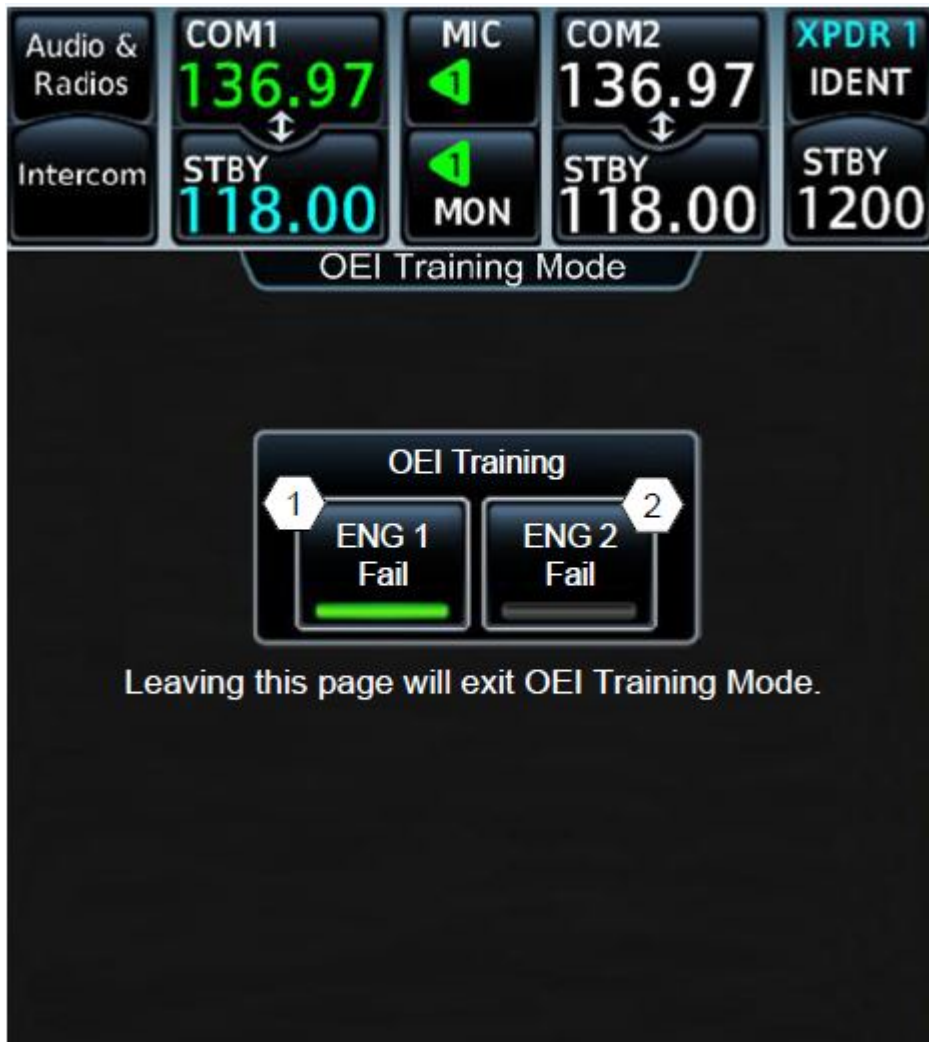 Audio &
Radios
Intercom
COM1
136.97
STBY
118.00
MIC
1
1
MON
COM2
136.97
STBY
118.00
XPDR 1
IDENT
STBY
1200
OEI Training Mode
OEI Training
1
ENG 1
Fail
2
ENG 2
Fail
Leaving this page will exit OEI Training Mode.